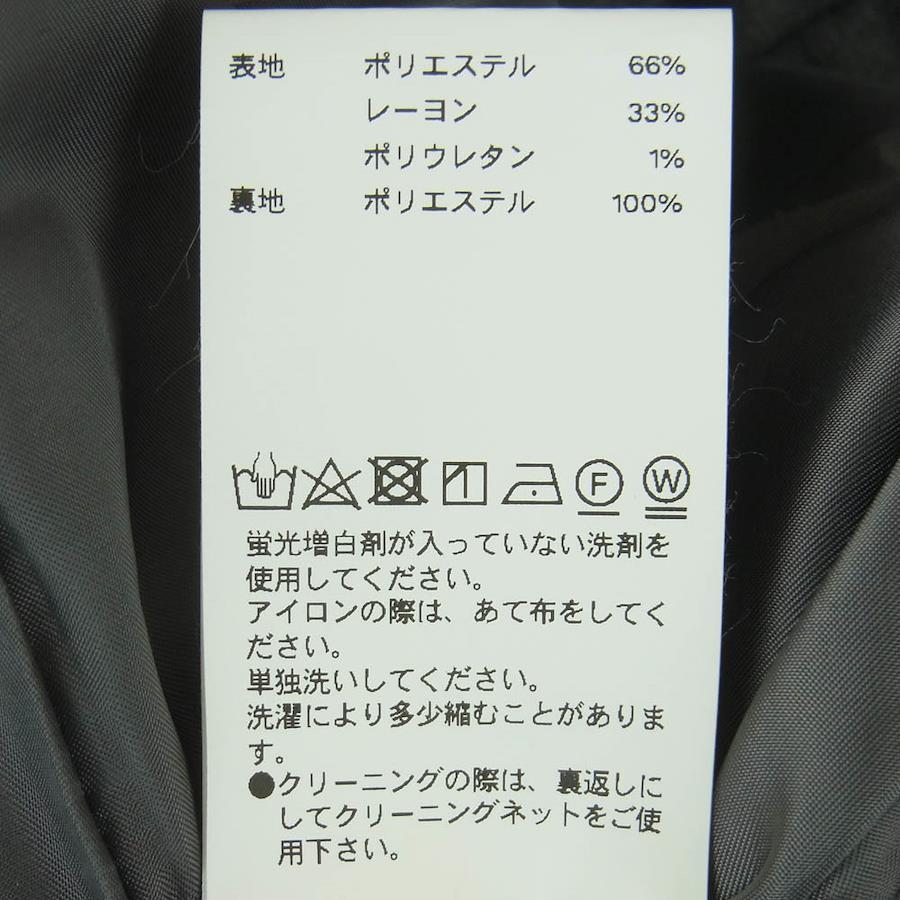 表地 ポリエステル 66%
レーヨン 33%
ポリウレタン 1%
裏地 ポリエステル 100%
F W
蛍光増白剤が入っていない洗剤を
使用してください。
アイロンの際は、あて布をしてく
ださい。
単独洗いしてください。
洗濯により多少縮むことがありま
す。
●クリーニングの際は、裏返しに
してクリーニングネットをご使
用下さい。